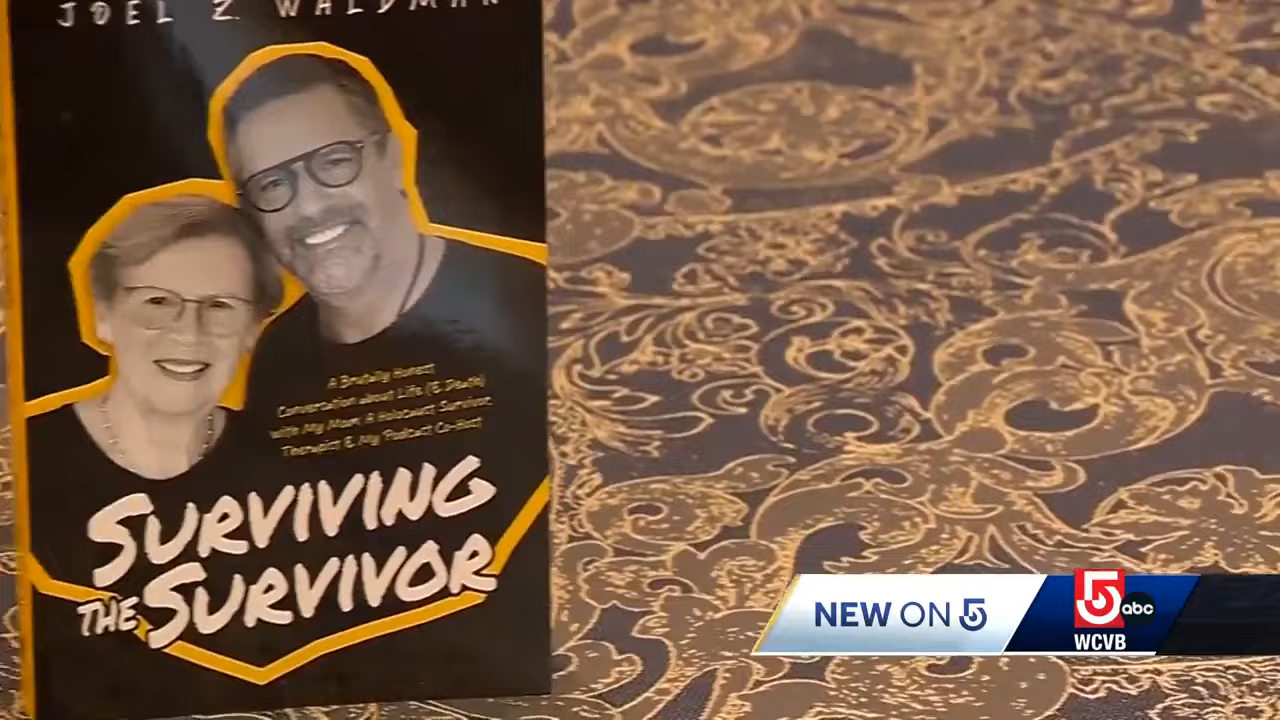 JOEL Z. WALDMAN
A Brutally Honest
Conversation about Life (& Death)
with My Mom, A Holocaust Survivor,
Therapist & My Podcast Co-Host
SURVIVING
THE SURVIVOR
NEW ON 5
5 abc
WCVB